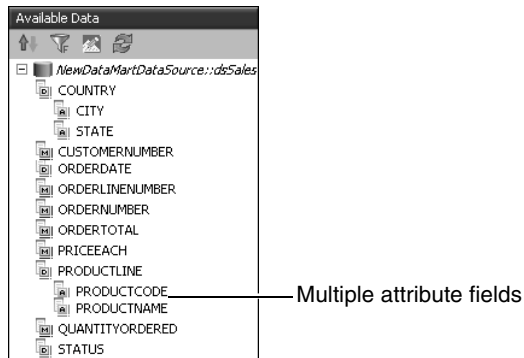 Available Data
NewDataMartDataSource::dsSales
D COUNTRY
A CITY
A STATE
M CUSTOMERNUMBER
D ORDERDATE
M ORDERLINENUMBER
M ORDERNUMBER
M ORDERTOTAL
M PRICEEACH
D PRODUCTLINE
A PRODUCTCODE
Multiple attribute fields
A PRODUCTNAME
M QUANTITYORDERED
D STATUS